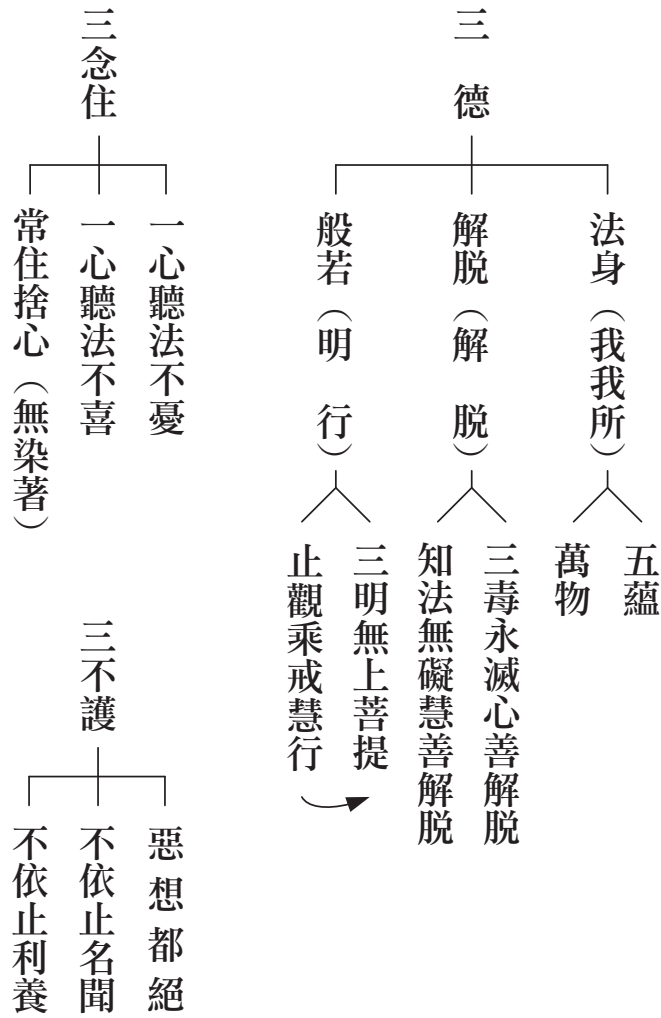 三德
法身（我我所）
五蘊
萬物
解脱（解脱）
三毒永滅心善解脱
知法無礙慧善解脱
般若（明行）
三明無上菩提
止觀乘戒慧行
三念住
一心聽法不憂
一心聽法不喜
常住捨心（無染著）
三不護
惡想都絕
不依止名聞
不依止利養